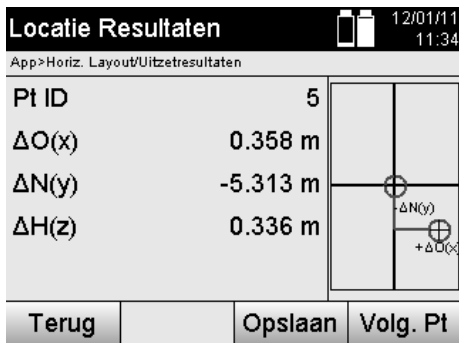 Locatie Resultaten
12/01/11
11:34
App>Horiz. Layout/Uitzetresultaten
Pt ID 5
ΔO(x) 0.358 m
ΔN(y) -5.313 m
ΔH(z) 0.336 m
-ΔN(y)
+ΔO(x)
Terug Opslaan Volg. Pt